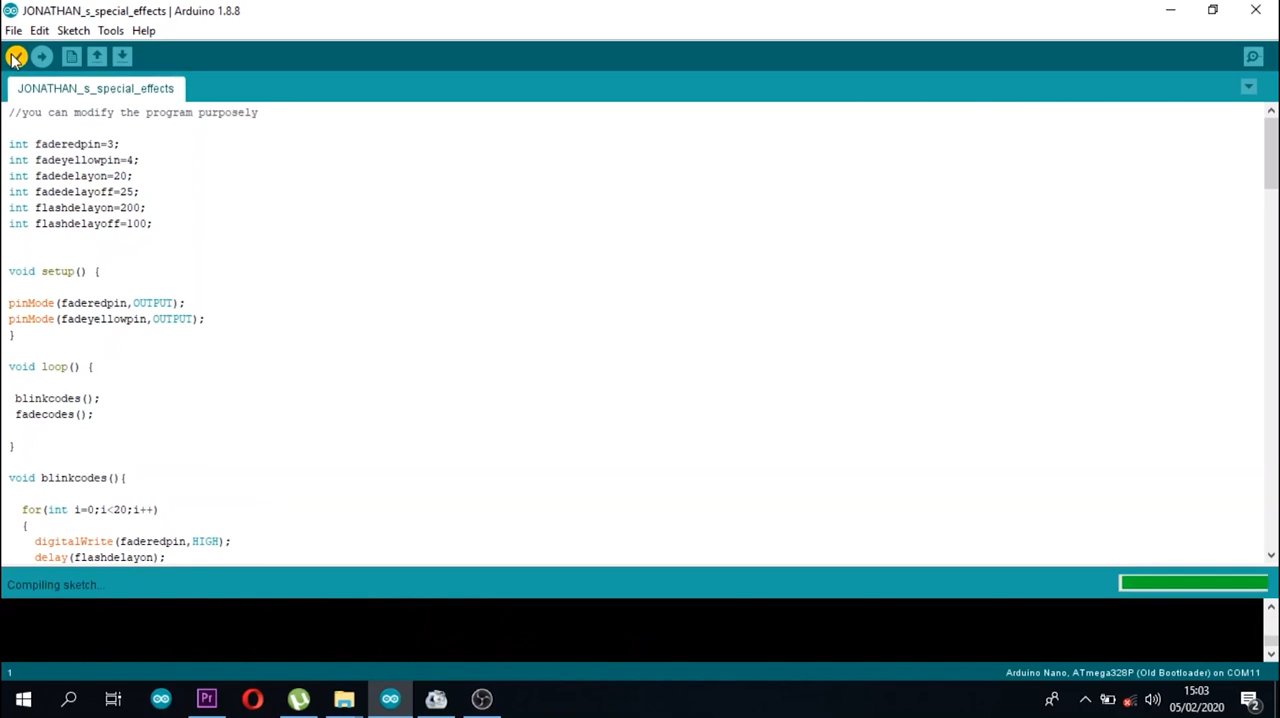 JONATHAN_s_special_effects | Arduino 1.8.8
File Edit Sketch Tools Help
JONATHAN_s_special_effects
//you can modify the program purposely
int faderedpin=3;
int fadeyellowpin=4;
int fadedelayon=20;
int fadedelayoff=25;
int flashdelayon=200;
int flashdelayoff=100;
void setup() {
pinMode(faderedpin,OUTPUT);
pinMode(fadeyellowpin,OUTPUT);
}
void loop() {
blinkcodes();
fadecodes();
}
void blinkcodes(){
for(int i=0;i<20;i++)
{
digitalWrite(faderedpin,HIGH);
delay(flashdelayon);
Compiling sketch...
1 Arduino Nano, ATmega328P (Old Bootloader) on COM11
Pr
15:03
05/02/2020
2